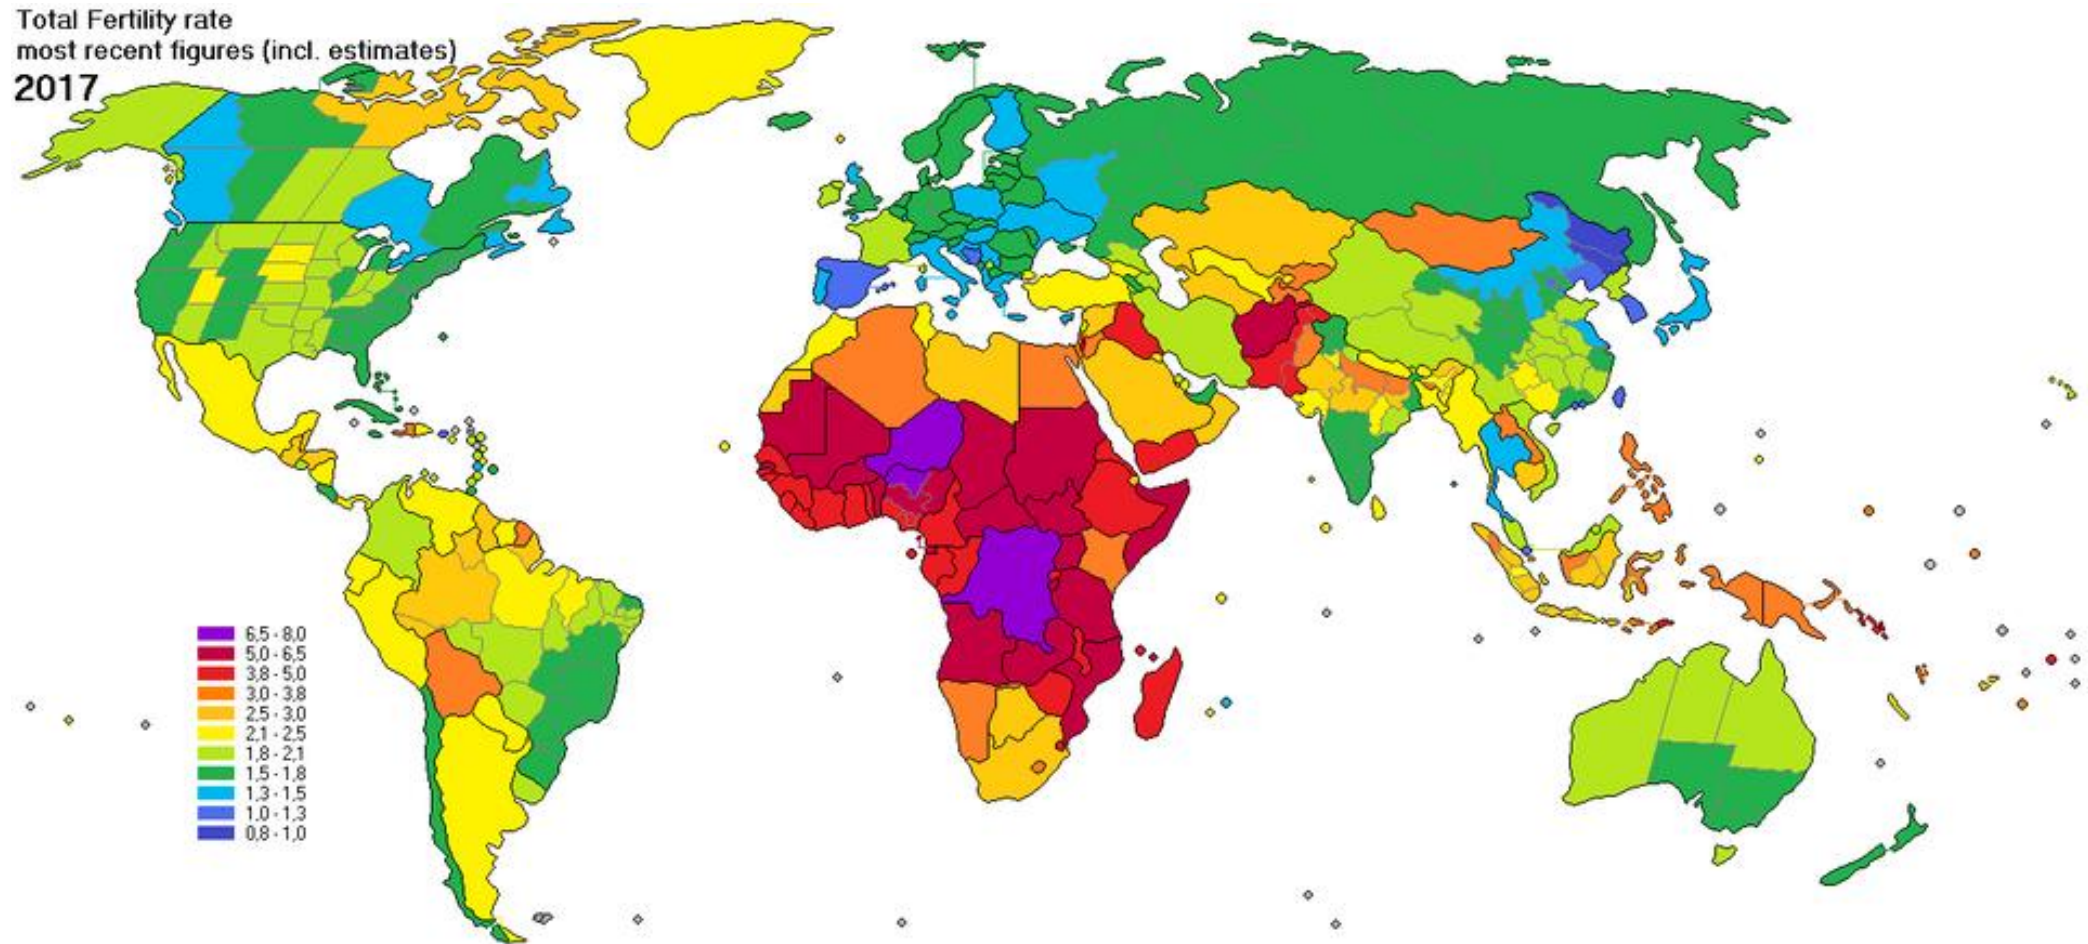 Total Fertility rate
most recent figures (incl. estimates)
2017
6,5 - 8,0
5,0 - 6,5
3,8 - 5,0
3,0 - 3,8
2,5 - 3,0
2,1 - 2,5
1,8 - 2,1
1,5 - 1,8
1,3 - 1,5
1,0 - 1,3
0,8 - 1,0